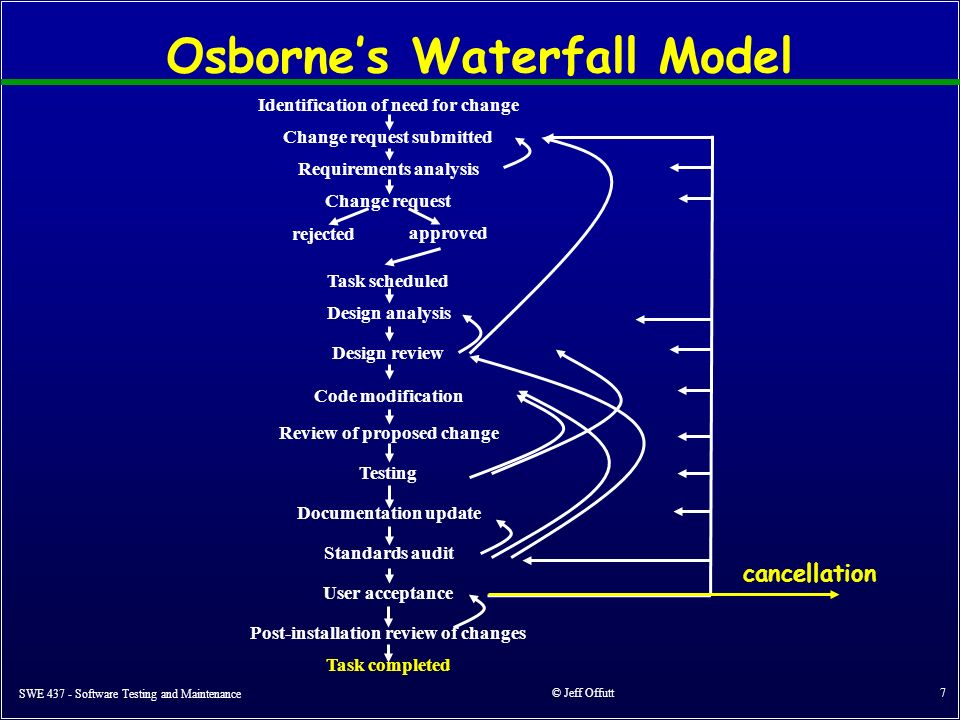 Osborne’s Waterfall Model
Identification of need for change
Change request submitted
Requirements analysis
Change request
rejected
approved
Task scheduled
Design analysis
Design review
Code modification
Review of proposed change
Testing
Documentation update
Standards audit
cancellation
User acceptance
Post-installation review of changes
Task completed
SWE 437 - Software Testing and Maintenance
© Jeff Offutt
7